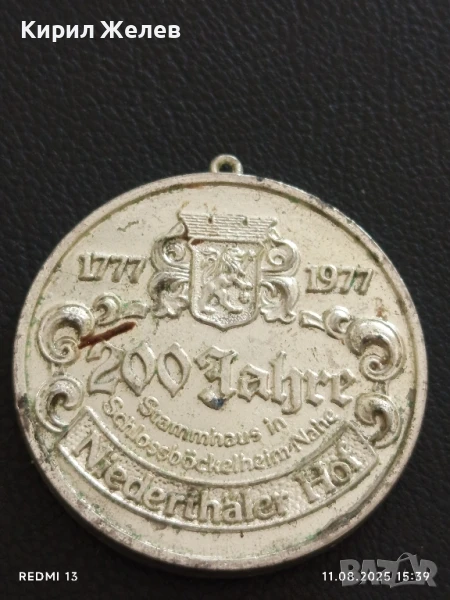 Кирил Желев
1777 1977
200 Jahre
Stammhaus in
Schlossböckelheim/Nahe
Niederthäler Hof
BAZAR
REDMI 13
11.08.2025 15:39